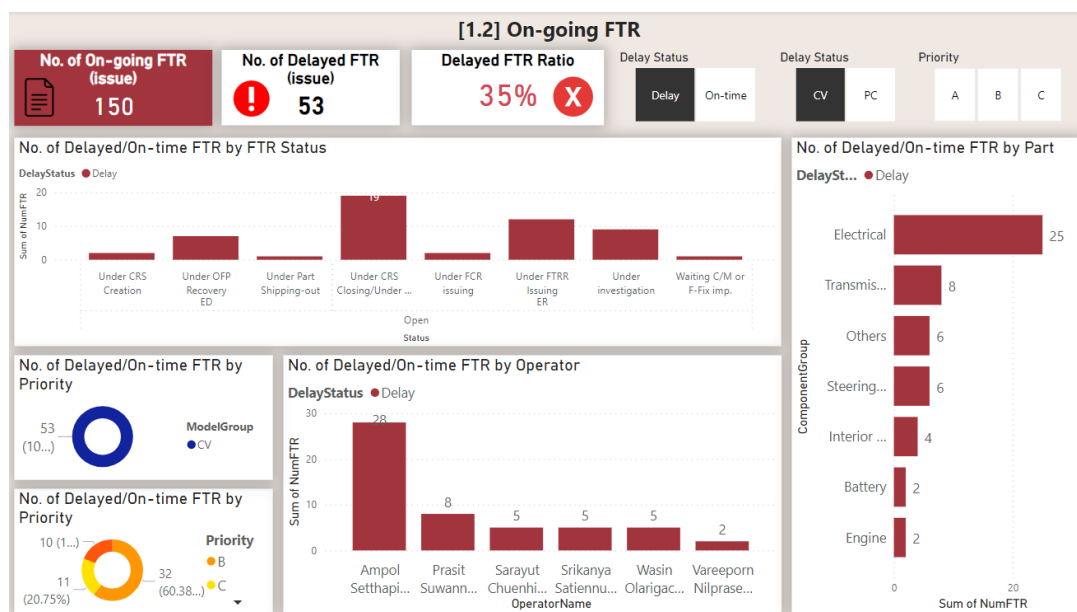 [1.2] On-going FTR
No. of On-going FTR
(issue)
150
No. of Delayed FTR
(issue)
53
Delayed FTR Ratio
35%
X
Delay Status
Delay
On-time
Delay Status
CV
PC
Priority
A
B
C
No. of Delayed/On-time FTR by FTR Status
DelayStatus Delay
Sum of NumFTR
20
10
0
19
Under CRS
Creation
Under OFP
Recovery
ED
Under Part
Shipping-out
Under CRS
Closing/Under ...
Under FCR
issuing
Under FTRR
Issuing
ER
Under
investigation
Waiting C/M or
F-Fix imp.
Open
Status
No. of Delayed/On-time FTR by
Priority
53
(10...)
ModelGroup
CV
No. of Delayed/On-time FTR by
Priority
10 (1...)
11
(20.75%)
32
(60.38...)
Priority
B
C
No. of Delayed/On-time FTR by Operator
DelayStatus Delay
Sum of NumFTR
30
20
10
0
28
8
5
5
5
2
Ampol
Setthapi...
Prasit
Suwann...
Sarayut
Chuenhi...
Srikanya
Satiennu...
Wasin
Olarigac...
Vareeporn
Nilprase...
OperatorName
No. of Delayed/On-time FTR by Part
DelaySt... Delay
ComponentGroup
Electrical
25
Transmis...
8
Others
6
Steering...
6
Interior ...
4
Battery
2
Engine
2
0
20
Sum of NumFTR